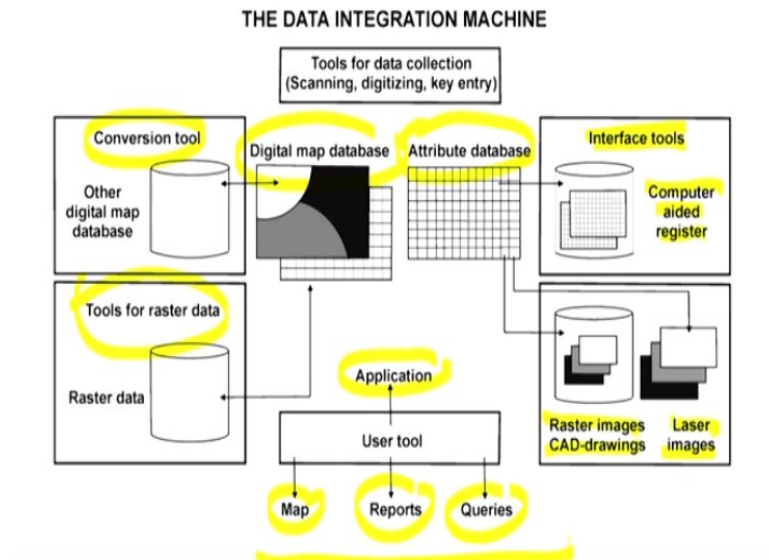 THE DATA INTEGRATION MACHINE
Tools for data collection
(Scanning, digitizing, key entry)
Conversion tool
Other
digital map
database
Digital map database
Attribute database
Interface tools
Computer
aided
register
Tools for raster data
Raster data
Application
User tool
Map
Reports
Queries
Raster images
CAD-drawings
Laser
images